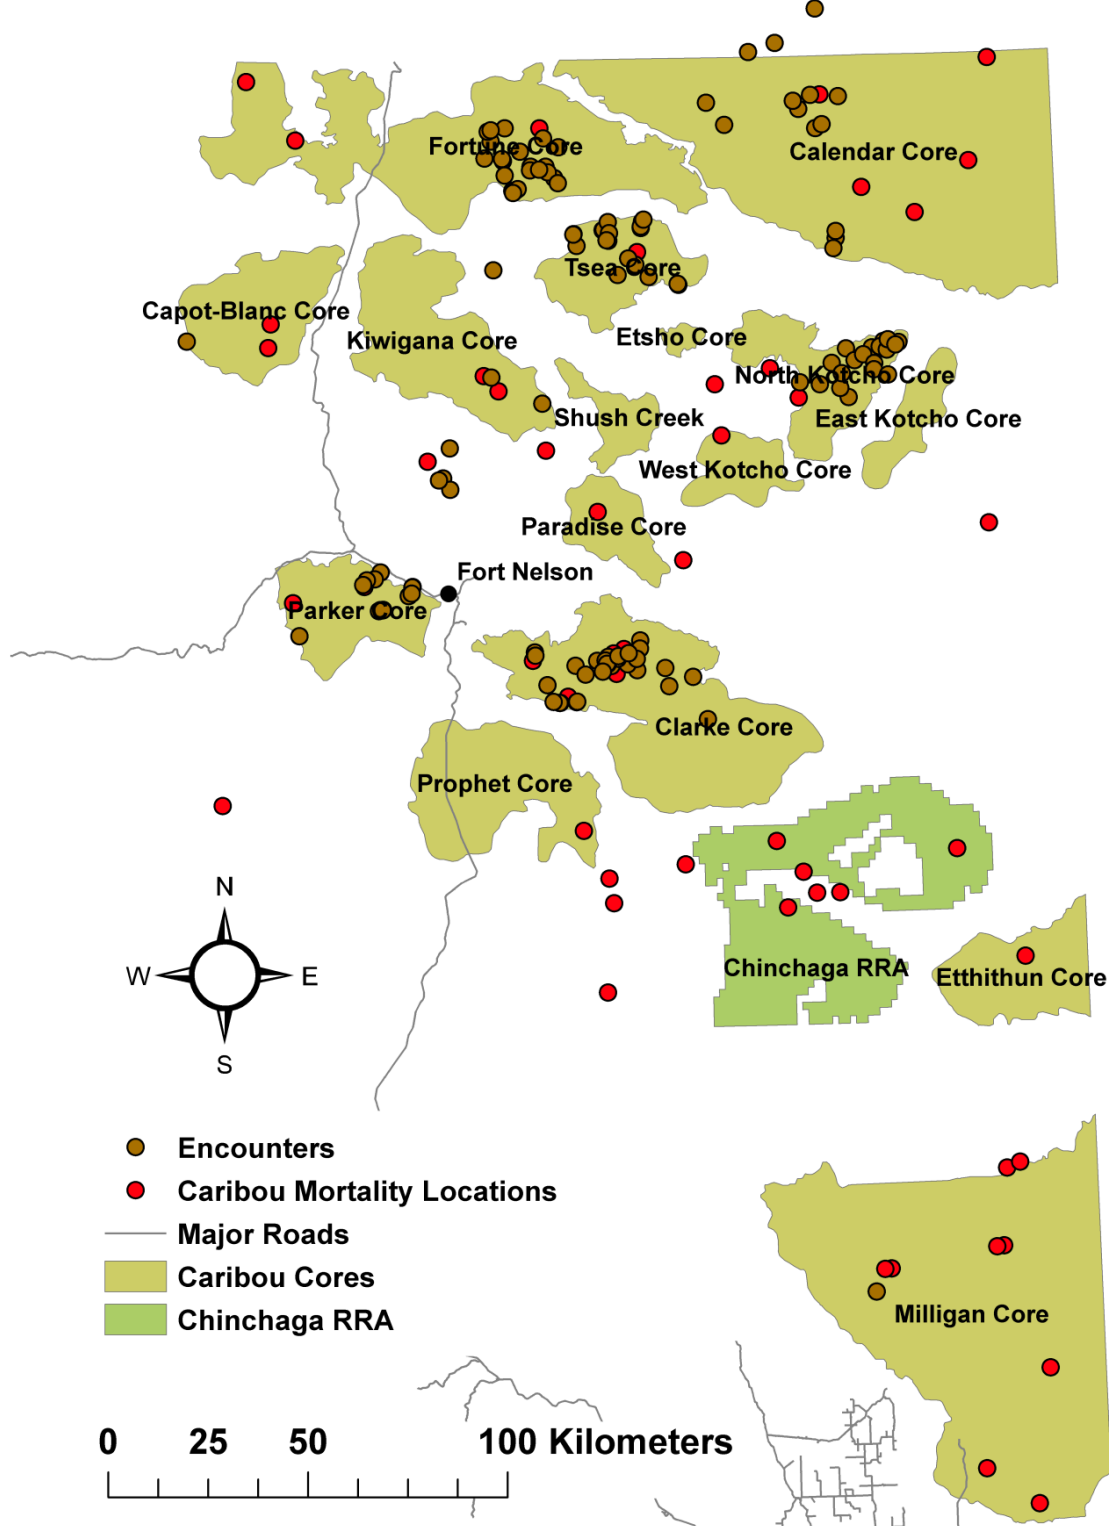 Fortune Core
Calendar Core
Tsea Core
Capot-Blanc Core
Kiwigana Core
Etsho Core
North Kotcho Core
Shush Creek
East Kotcho Core
West Kotcho Core
Paradise Core
Fort Nelson
Parker Core
Clarke Core
Prophet Core
N
W
E
S
Chinchaga RRA
Etthithun Core
Encounters
Caribou Mortality Locations
Major Roads
Caribou Cores
Chinchaga RRA
Milligan Core
0 25 50 100 Kilometers